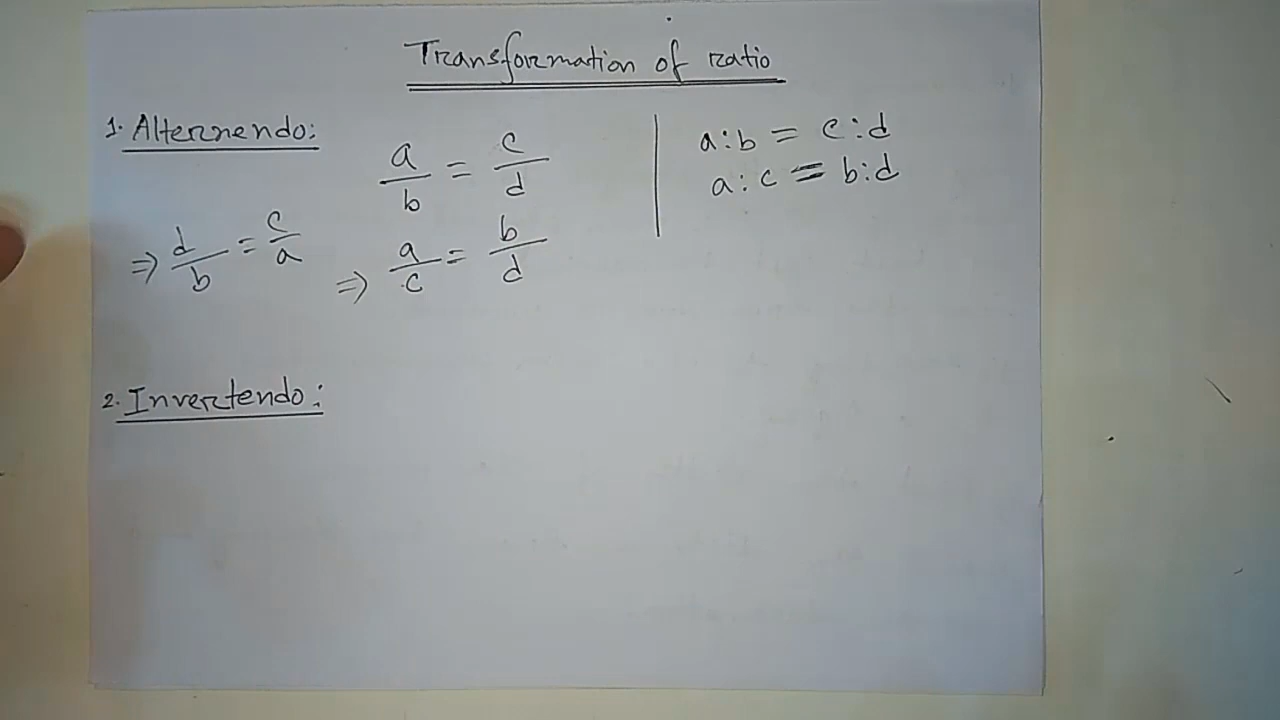 Transformation of ratio
1. Alternendo:
a/b = c/d
a:b = c:d
a:c = b:d
⇒ d/b = c/a
⇒ a/c = b/d
2. Invertendo: